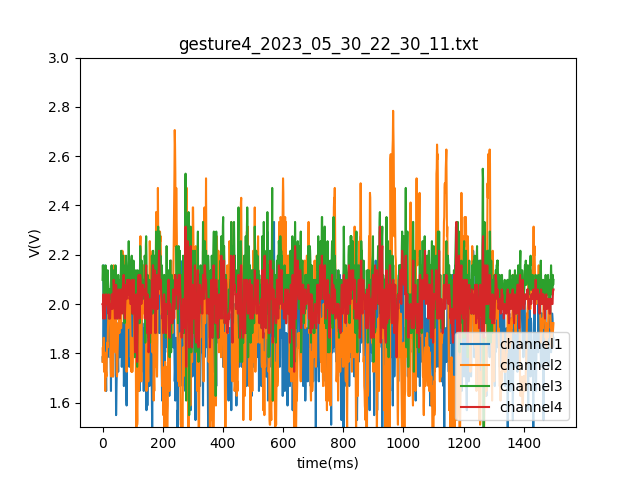 gesture4_2023_05_30_22_30_11.txt
3.0
2.8
2.6
2.4
2.2
2.0
1.8
1.6
V(V)
channel1
channel2
channel3
channel4
0 200 400 600 800 1000 1200 1400
time(ms)